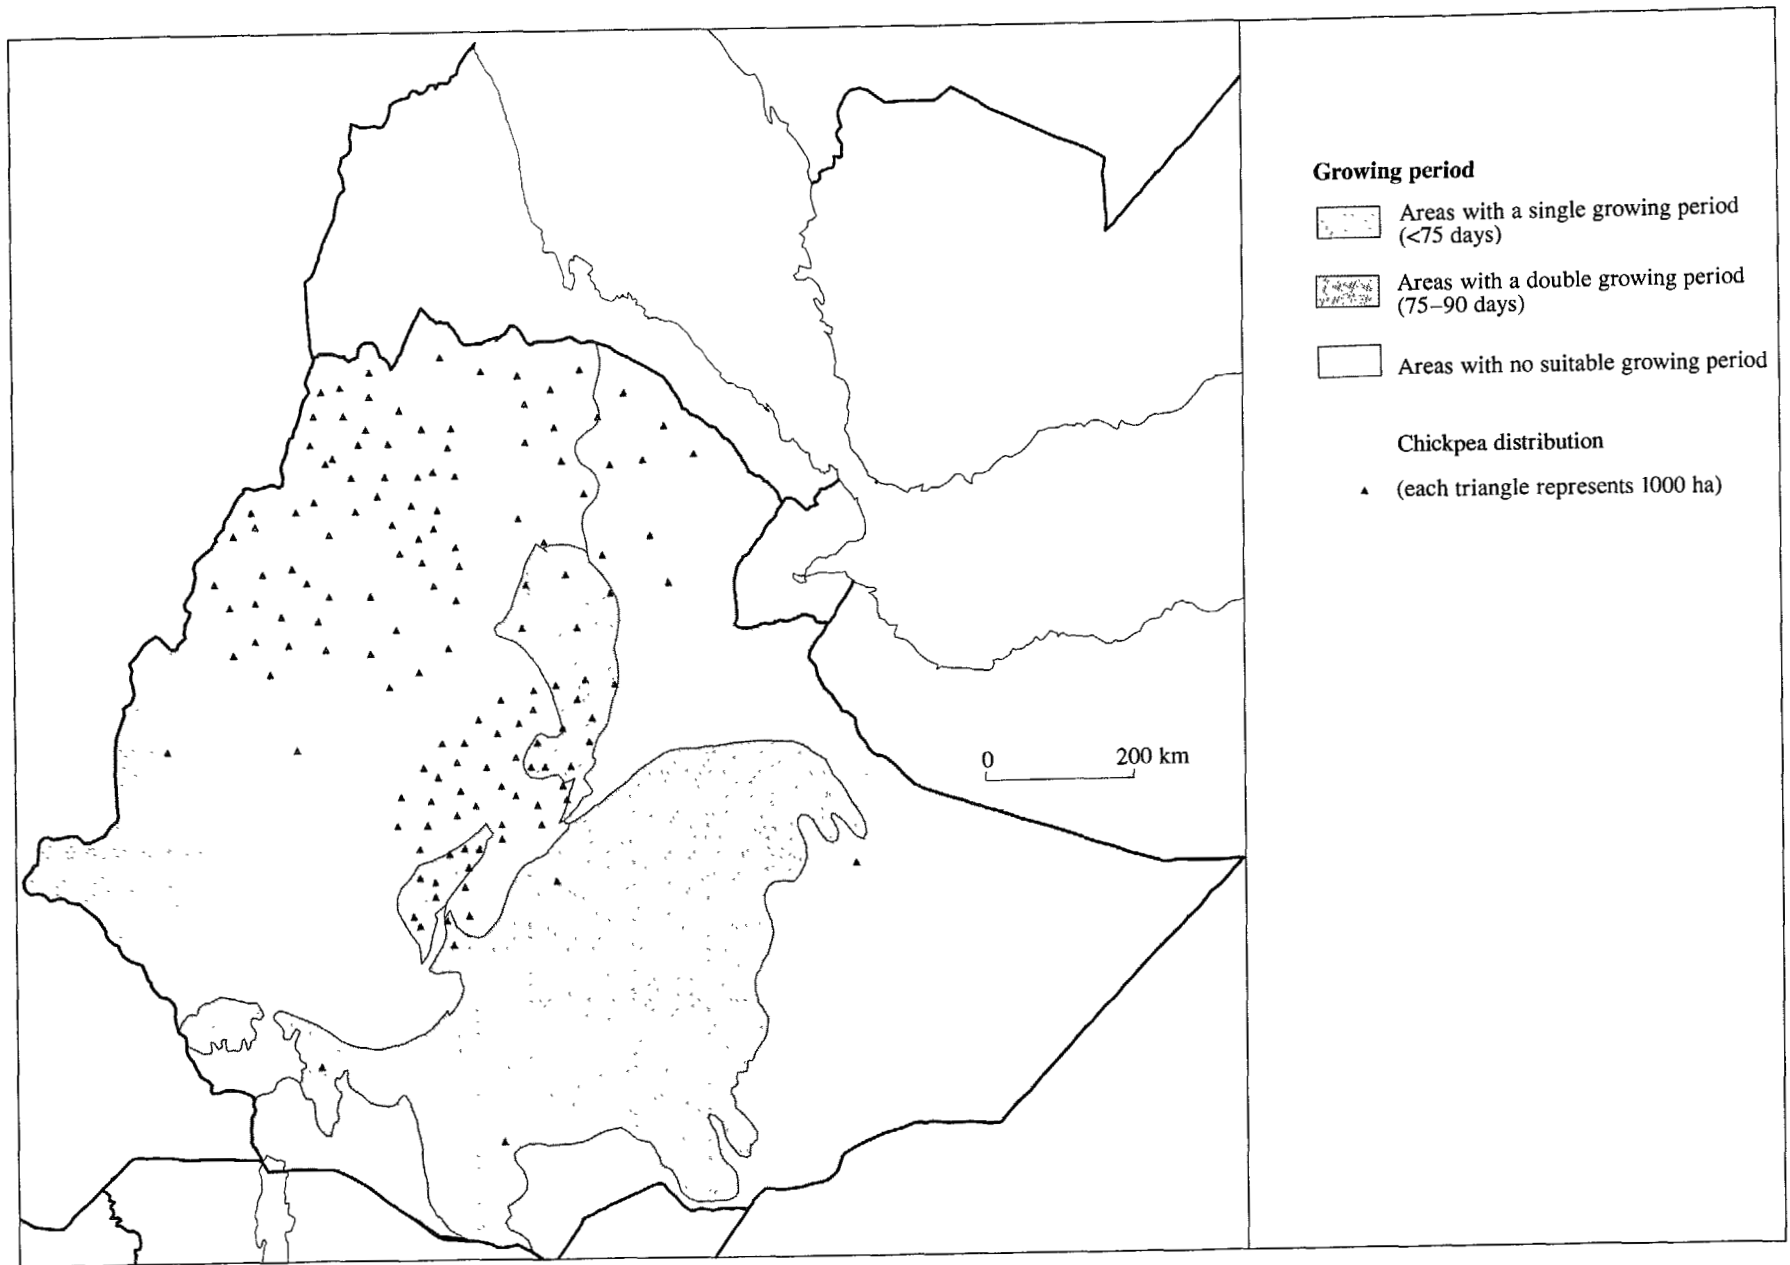 Growing period
Areas with a single growing period
(<75 days)
Areas with a double growing period
(75–90 days)
Areas with no suitable growing period
Chickpea distribution
(each triangle represents 1000 ha)
0 200 km